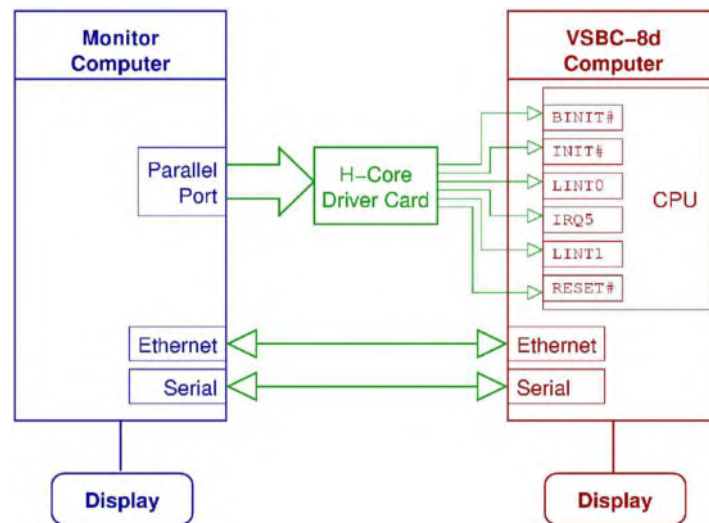 Monitor
Computer
VSBC-8d
Computer
BINIT#
INIT#
Parallel
Port
H-Core
Driver Card
LINT0
CPU
IRQ5
LINT1
RESET#
Ethernet
Ethernet
Serial
Serial
Display
Display